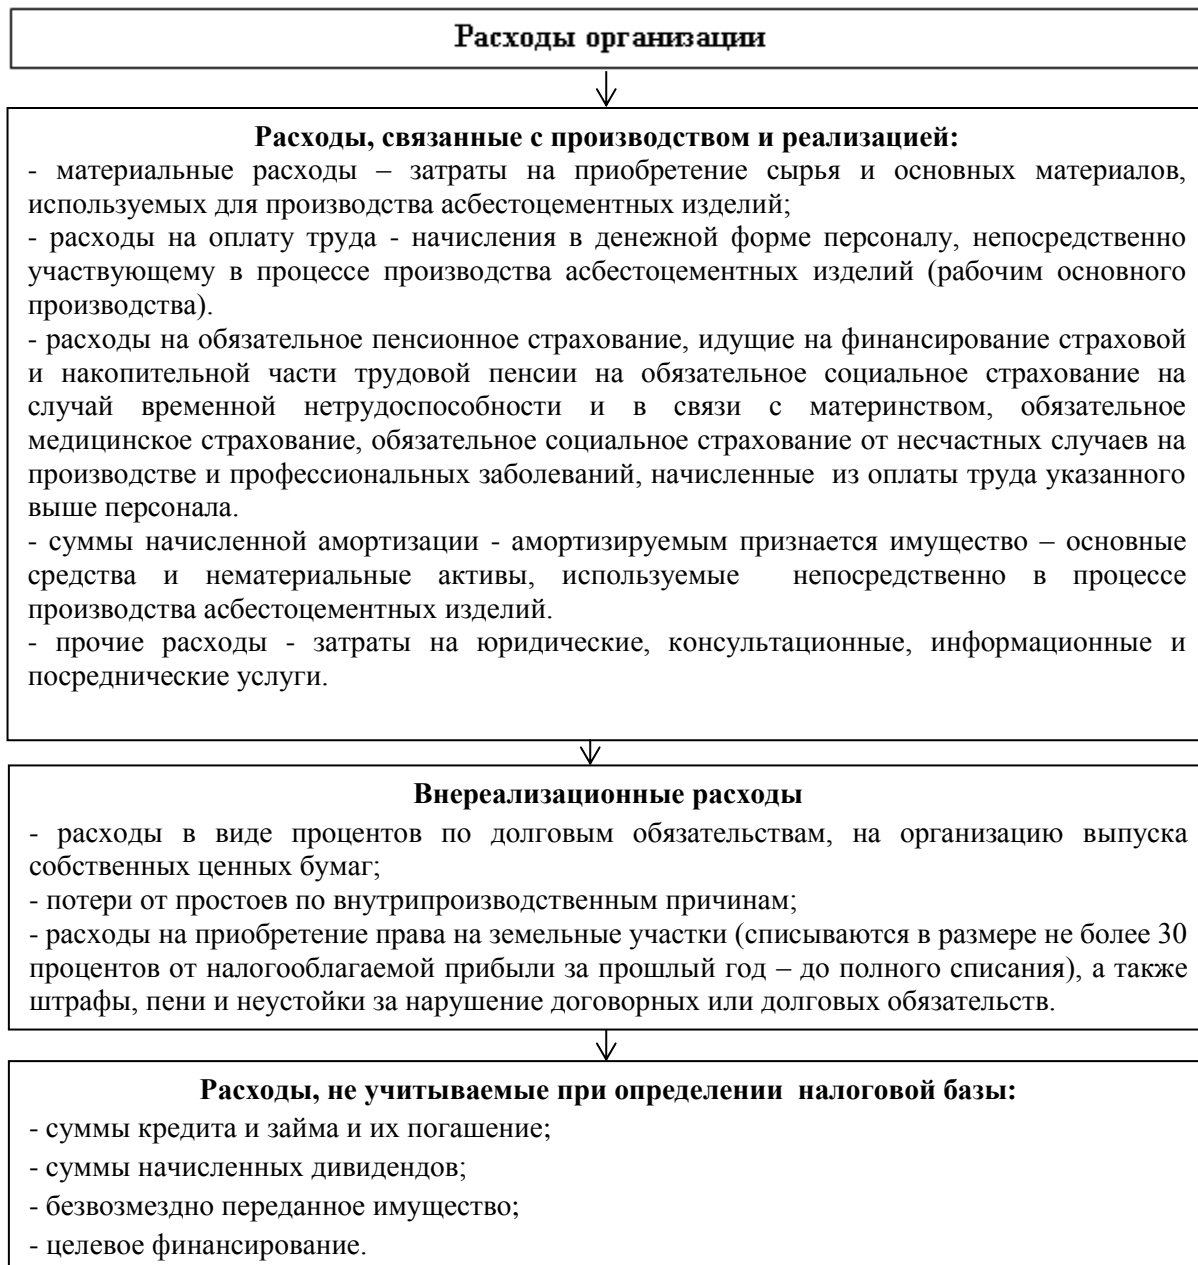 Расходы организации
Расходы, связанные с производством и реализацией:
- материальные расходы – затраты на приобретение сырья и основных материалов,
используемых для производства асбестоцементных изделий;
- расходы на оплату труда - начисления в денежной форме персоналу, непосредственно
участвующему в процессе производства асбестоцементных изделий (рабочим основного
производства).
- расходы на обязательное пенсионное страхование, идущие на финансирование страховой
и накопительной части трудовой пенсии на обязательное социальное страхование на
случай временной нетрудоспособности и в связи с материнством, обязательное
медицинское страхование, обязательное социальное страхование от несчастных случаев на
производстве и профессиональных заболеваний, начисленные из оплаты труда указанного
выше персонала.
- суммы начисленной амортизации - амортизируемым признается имущество – основные
средства и нематериальные активы, используемые непосредственно в процессе
производства асбестоцементных изделий.
- прочие расходы - затраты на юридические, консультационные, информационные и
посреднические услуги.
Внереализационные расходы
- расходы в виде процентов по долговым обязательствам, на организацию выпуска
собственных ценных бумаг;
- потери от простоев по внутрипроизводственным причинам;
- расходы на приобретение права на земельные участки (списываются в размере не более 30
процентов от налогооблагаемой прибыли за прошлый год – до полного списания), а также
штрафы, пени и неустойки за нарушение договорных или долговых обязательств.
Расходы, не учитываемые при определении налоговой базы:
- суммы кредита и займа и их погашение;
- суммы начисленных дивидендов;
- безвозмездно переданное имущество;
- целевое финансирование.